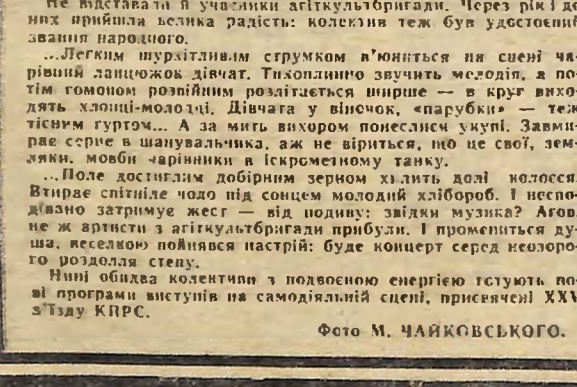 Не відставали й учасники агіткультбригади. Через рік і до
них прийшла велика радість: колектив теж був удостоєний
звання народного.
...Легким шурхітливим струмком в'юниться на сцені ча-
рівний ланцюжок дівчат. Тихоплинно звучить мелодія, а по-
тім гомоном розпійним розлітається ширше — в круг вихо-
дять хлопці-молодці. Дівчата у віночок, «парубки» — теж
тісним гуртом... А за мить вихором понеслися укупі. Завми-
рає серце в шанувальника, аж не віриться, що це свої, зем-
ляки, мовби чарівники в іскрометному танку.
...Поле достиглим добірним зерном хилить долі колосся.
Втирає спітніле чоло під сонцем молодий хлібороб. І неспо-
дівано затримує жест — від подиву: звідки музика? Агов,
не ж артисти з агіткультбригади прибули. І промениться ду-
ша, веселкою пойнявся настрій: буде концерт серед неозоро-
го роздолля степу.
Нині обидва колективи з подвоєною енергією готують но-
ві програми виступів на самодіяльній сцені, присвячені XXV
з'їзду КПРС.
Фото М. ЧАЙКОВСЬКОГО.